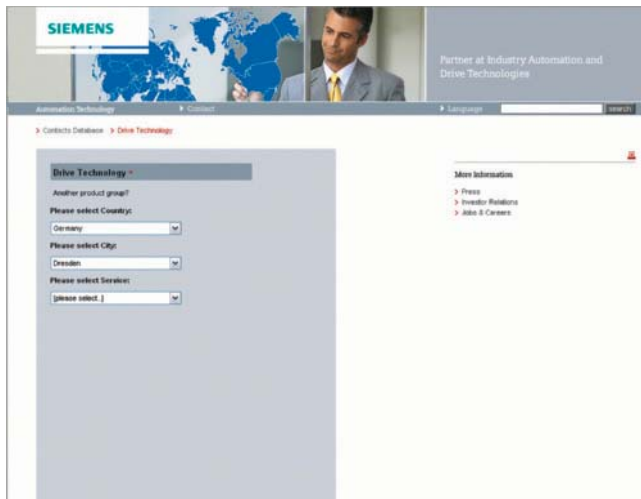 SIEMENS
Partner at Industry Automation and
Drive Technologies
Automation Technology
Contact
Language
search
Contacts Database
Drive Technology
Drive Technology
Another product group?
Please select Country:
Germany
Please select City:
Dresden
Please select Service:
[please select..]
More Information
Press
Investor Relations
Jobs & Careers